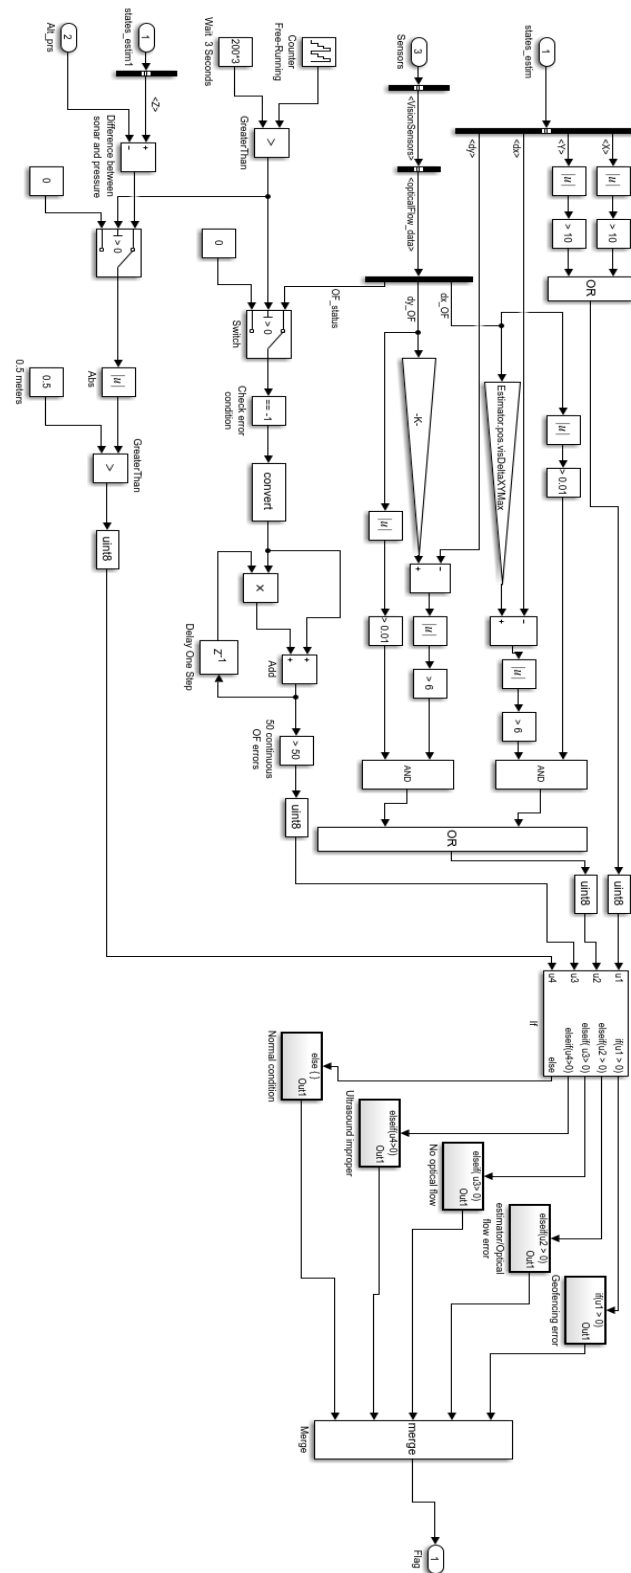 1
states_estim
<X>
<Y>
<dx>
<dy>
|u|
> 10
|u|
> 10
OR
uint8
|u|
> 0.01
Estimator.pos.visDeltaXYMax
+
−
|u|
> 6
AND
3
Sensors
<VisionSensors>
<opticalFlow_data>
dx_OF
dy_OF
OF_status
-K-
+
−
|u|
> 6
|u|
> 0.01
AND
OR
uint8
Counter
Free-Running
200*3
Wait 3 Seconds
>
GreaterThan
0
> 0
Switch
== -1
Check error
condition
convert
×
+
+
Add
Z-1
Delay One Step
> 50
50 continuous
OF errors
uint8
1
states_estim1
<Z>
2
Alt_prs
+
−
Difference between
sonar and pressure
0
> 0
|u|
Abs
0.5
0.5 meters
>
GreaterThan
uint8
u1
u2
u3
u4
if(u1 > 0)
elseif(u2 > 0)
elseif( u3> 0)
elseif(u4>0)
else
If
if(u1 > 0)
Out1
Geofencing error
elseif(u2 > 0)
Out1
estimator/Optical
flow error
elseif( u3> 0)
Out1
No optical flow
elseif(u4>0)
Out1
Ultrasound improper
else { }
Out1
Normal condition
merge
Merge
1
Flag